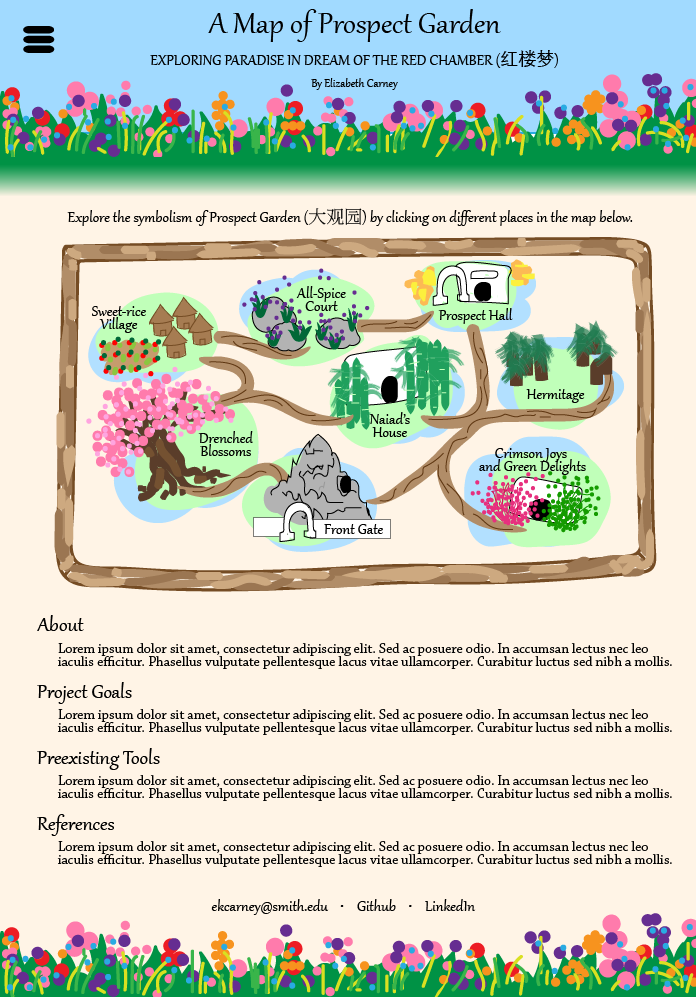 A Map of Prospect Garden
EXPLORING PARADISE IN DREAM OF THE RED CHAMBER (红楼梦)
By Elizabeth Carney
Explore the symbolism of Prospect Garden (大观园) by clicking on different places in the map below.
Sweet-rice
Village
All-Spice
Court
Prospect Hall
Hermitage
Naiad's
House
Drenched
Blossoms
Crimson Joys
and Green Delights
Front Gate
About
Lorem ipsum dolor sit amet, consectetur adipiscing elit. Sed ac posuere odio. In accumsan lectus nec leo
iaculis efficitur. Phasellus vulputate pellentesque lacus vitae ullamcorper. Curabitur luctus sed nibh a mollis.
Project Goals
Lorem ipsum dolor sit amet, consectetur adipiscing elit. Sed ac posuere odio. In accumsan lectus nec leo
iaculis efficitur. Phasellus vulputate pellentesque lacus vitae ullamcorper. Curabitur luctus sed nibh a mollis.
Preexisting Tools
Lorem ipsum dolor sit amet, consectetur adipiscing elit. Sed ac posuere odio. In accumsan lectus nec leo
iaculis efficitur. Phasellus vulputate pellentesque lacus vitae ullamcorper. Curabitur luctus sed nibh a mollis.
References
Lorem ipsum dolor sit amet, consectetur adipiscing elit. Sed ac posuere odio. In accumsan lectus nec leo
iaculis efficitur. Phasellus vulputate pellentesque lacus vitae ullamcorper. Curabitur luctus sed nibh a mollis.
ekcarney@smith.edu · Github · LinkedIn